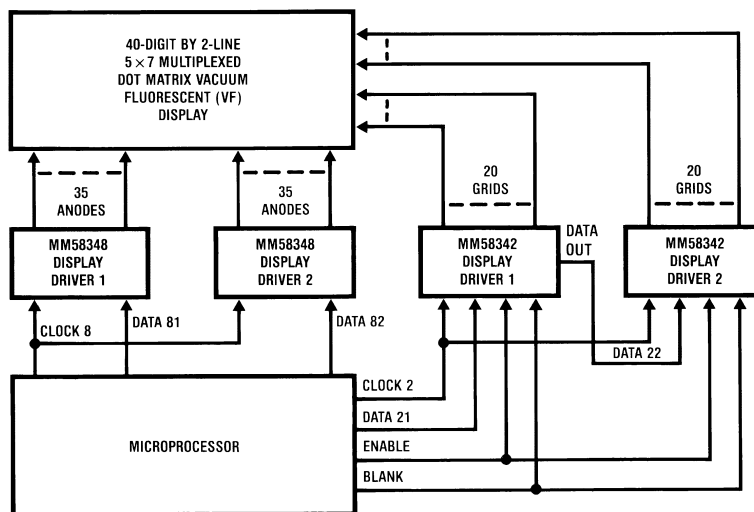 40-DIGIT BY 2-LINE
5 × 7 MULTIPLEXED
DOT MATRIX VACUUM
FLUORESCENT (VF)
DISPLAY
35
ANODES
35
ANODES
20
GRIDS
20
GRIDS
MM58348
DISPLAY
DRIVER 1
MM58348
DISPLAY
DRIVER 2
MM58342
DISPLAY
DRIVER 1
DATA
OUT
MM58342
DISPLAY
DRIVER 2
CLOCK 8
DATA 81
DATA 82
DATA 22
MICROPROCESSOR
CLOCK 2
DATA 21
ENABLE
BLANK